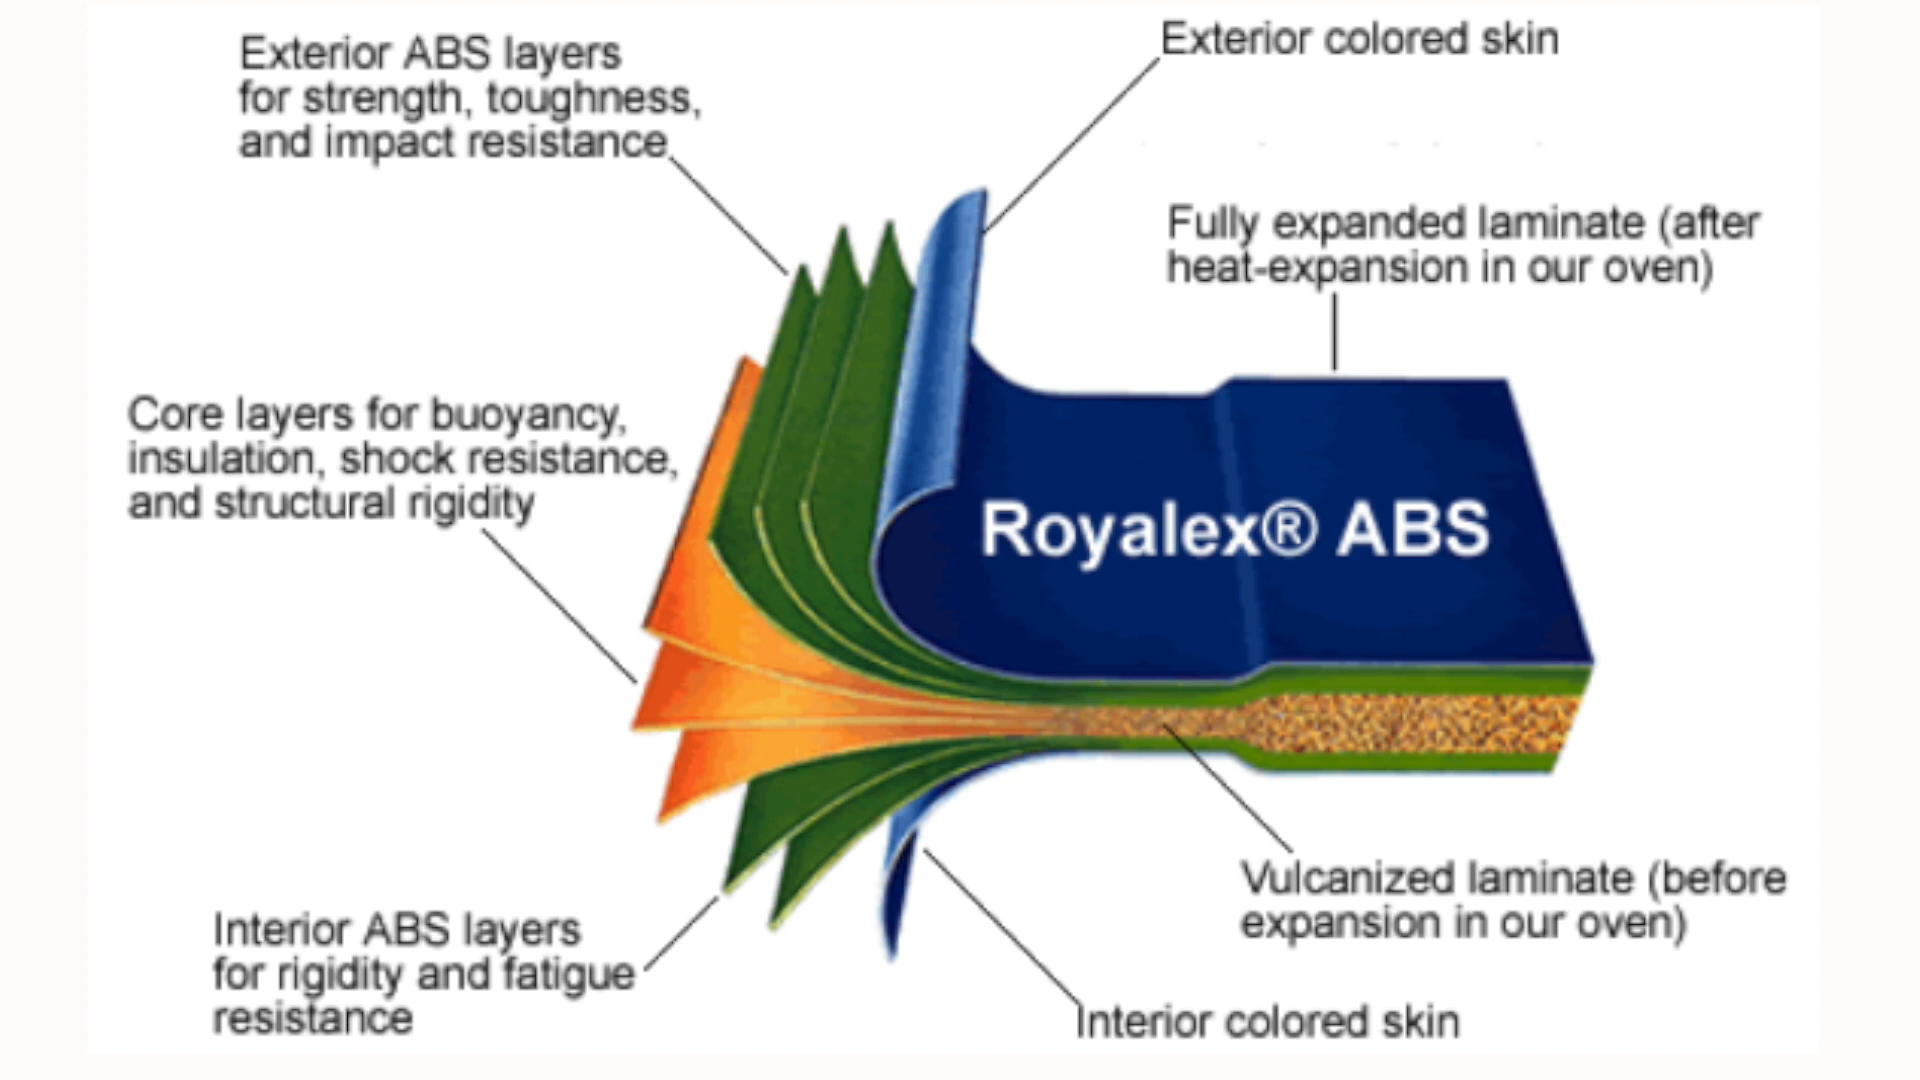 Exterior ABS layers
for strength, toughness,
and impact resistance
Exterior colored skin
Fully expanded laminate (after
heat-expansion in our oven)
Core layers for buoyancy,
insulation, shock resistance,
and structural rigidity
Royalex® ABS
Vulcanized laminate (before
expansion in our oven)
Interior ABS layers
for rigidity and fatigue
resistance
Interior colored skin